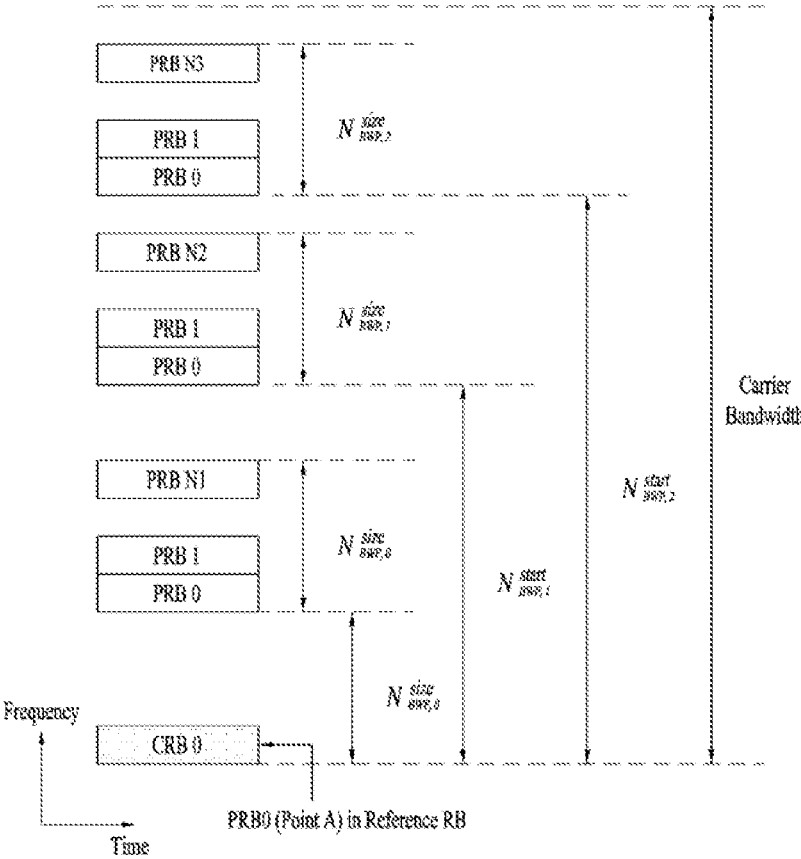 PRB N3
N size BWP, 2
PRB 1
PRB 0
PRB N2
N size BWP, 1
PRB 1
PRB 0
Carrier
Bandwidth
PRB N1
N start BWP, 2
N size BWP, 0
PRB 1
N start BWP, 1
PRB 0
N size BWP, 0
Frequency
CRB 0
PRB0 (Point A) in Reference RB
Time